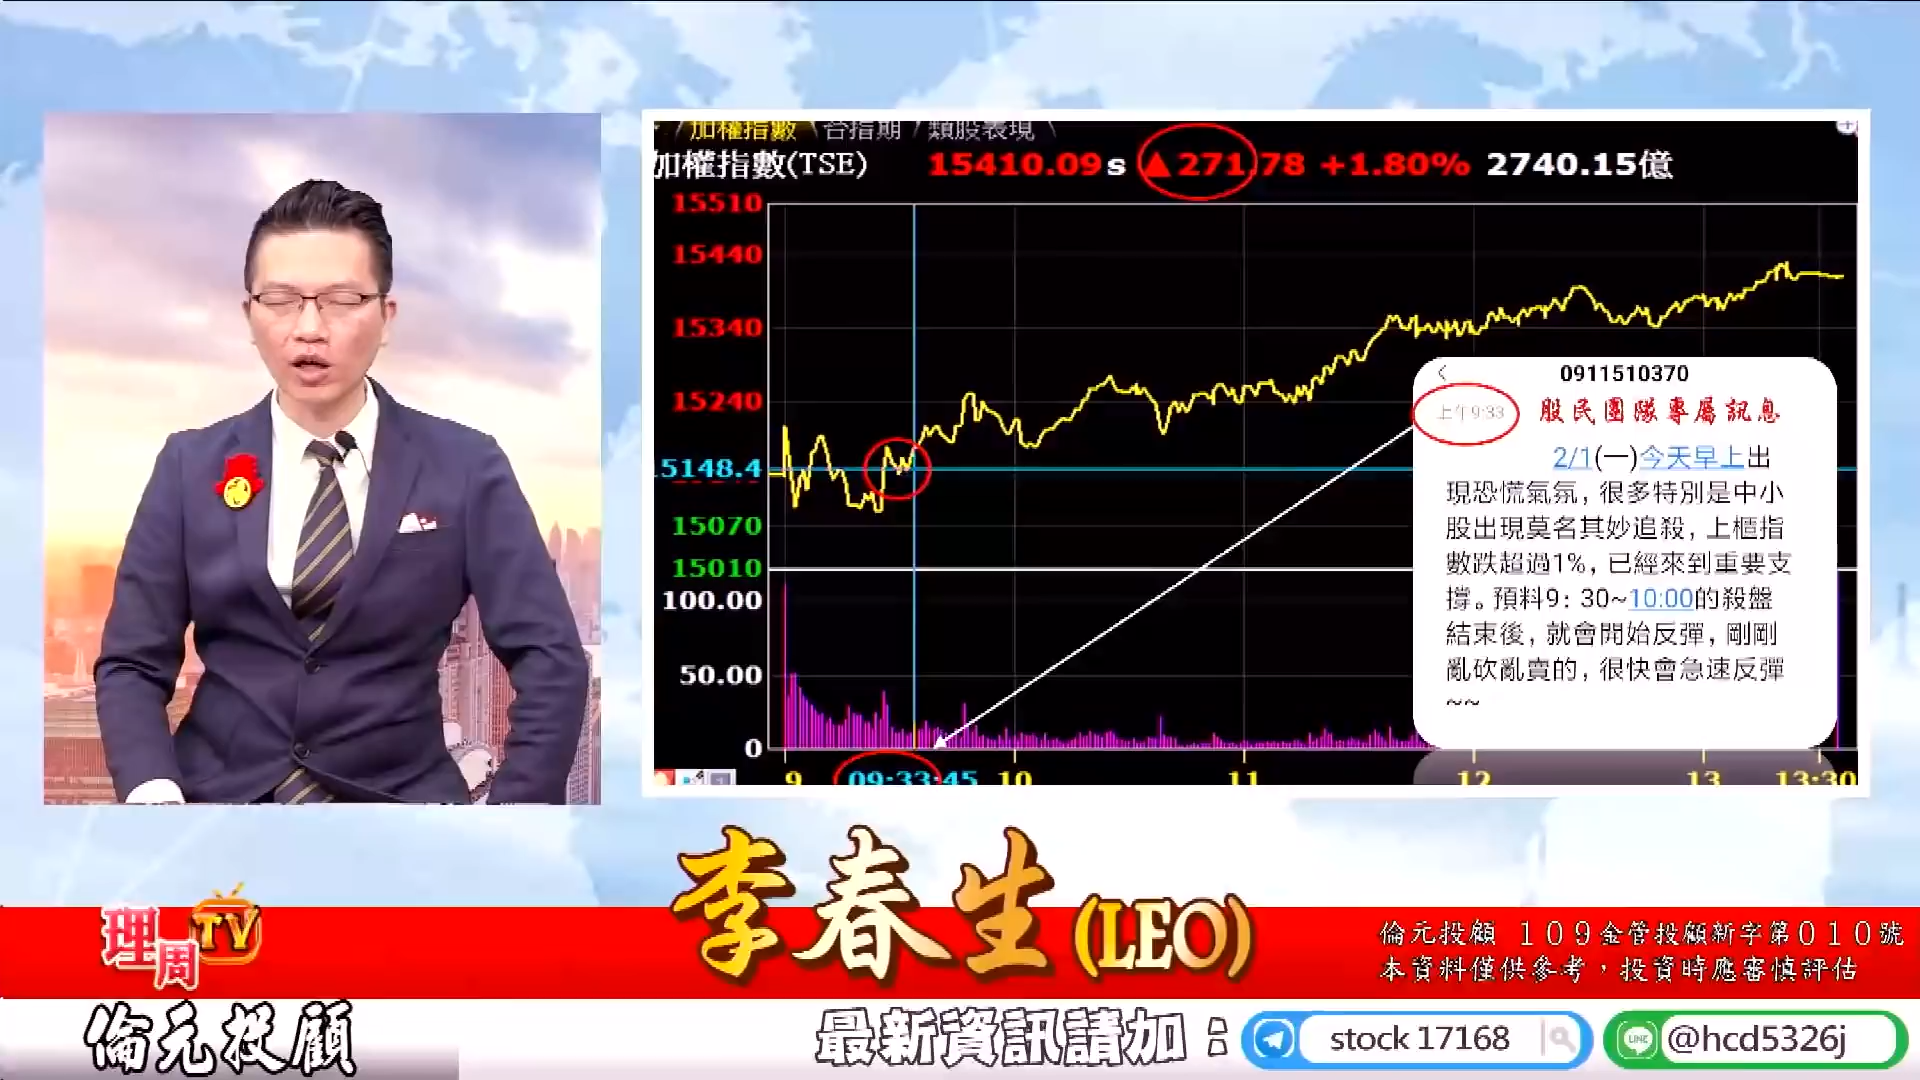 加權指數 台指期 類股表現
加權指數(TSE) 15410.09s ▲271.78 +1.80% 2740.15億
15510
15440
15340
15240
15148.4
15070
15010
100.00
50.00
0
9 09:33:45 10 11 12 13 13:30
0911510370
上午9:33 股民團隊專屬訊息
2/1(一)今天早上出
現恐慌氣氛, 很多特別是中小
股出現莫名其妙追殺, 上櫃指
數跌超過1%, 已經來到重要支
撐。預料9: 30~10:00的殺盤
結束後, 就會開始反彈, 剛剛
亂砍亂賣的, 很快會急速反彈
~~
李春生(LEO)
理周TV
倫元投顧 109金管投顧新字第010號
本資料僅供參考，投資時應審慎評估
倫元投顧
最新資訊請加： stock 17168 LINE @hcd5326j